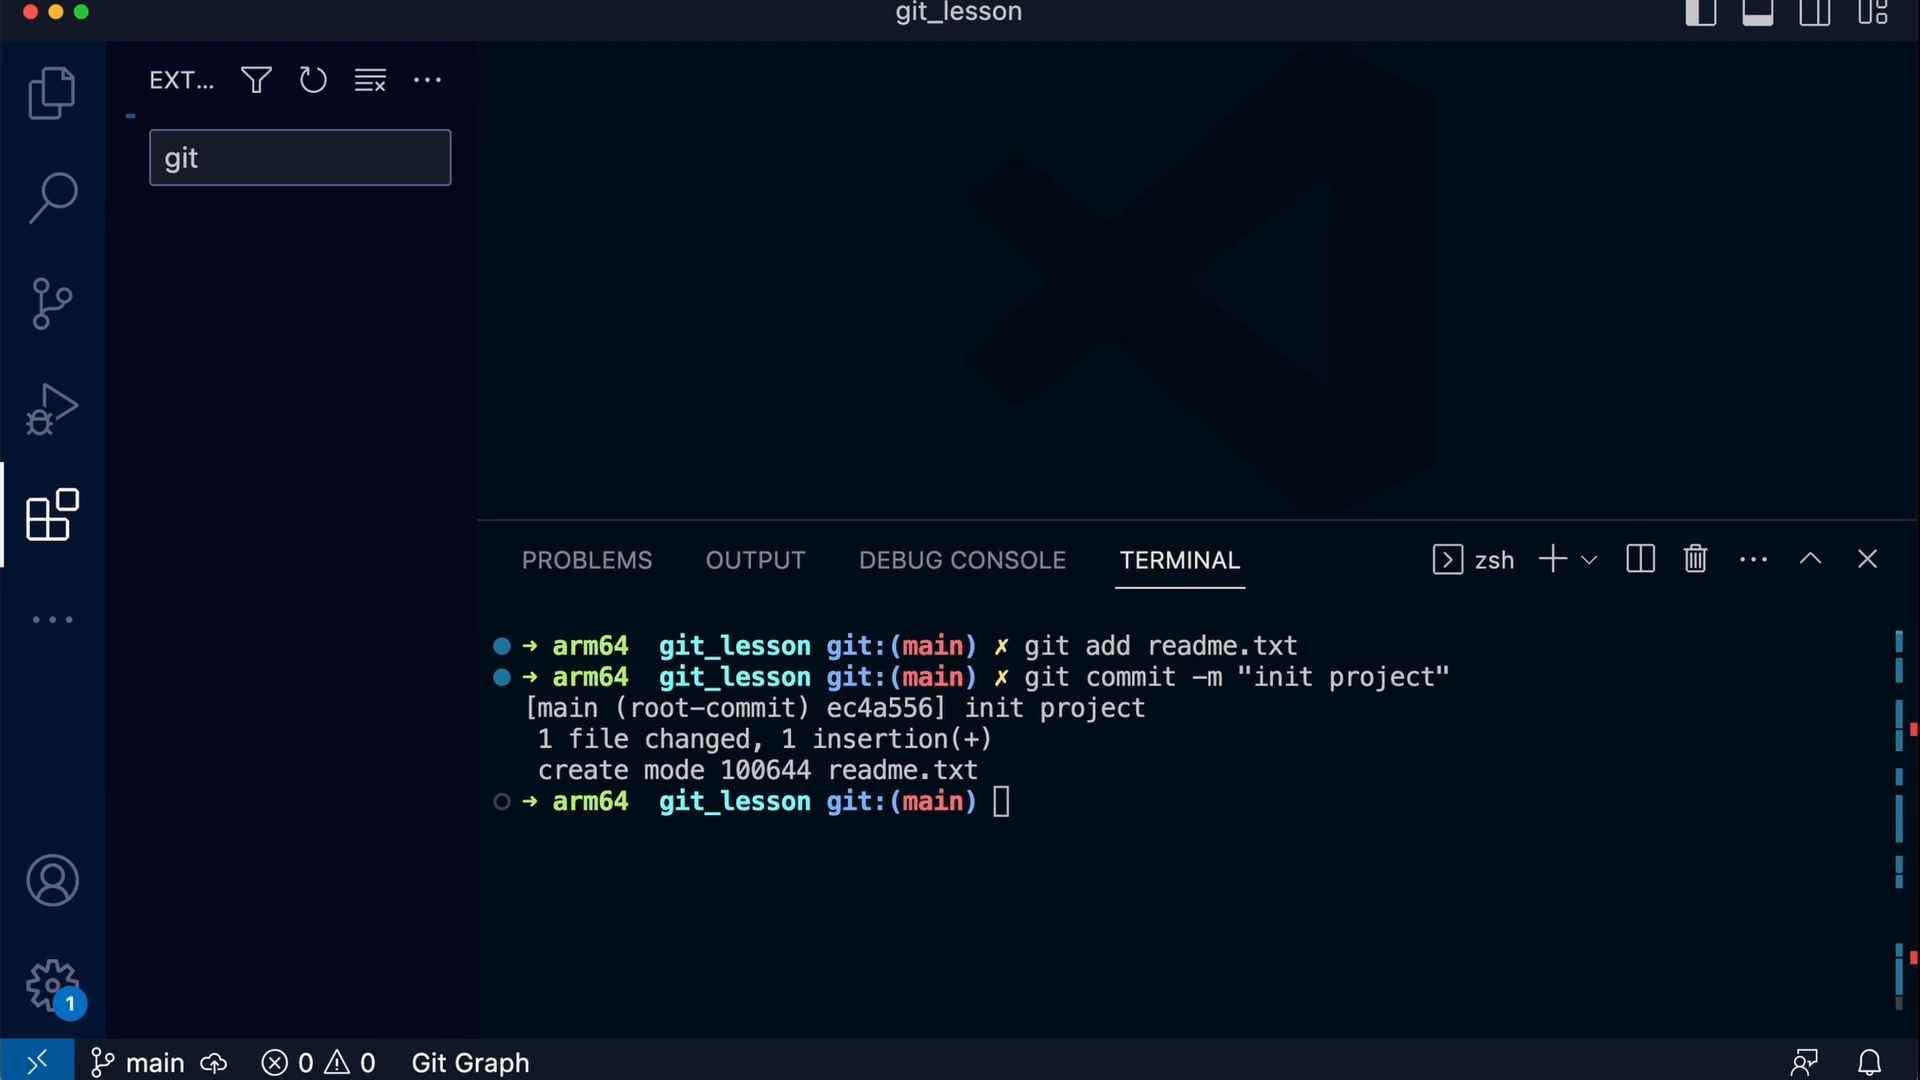 git_lesson
EXT...
git
PROBLEMS OUTPUT DEBUG CONSOLE TERMINAL zsh
➜ arm64 git_lesson git:(main) ✗ git add readme.txt
➜ arm64 git_lesson git:(main) ✗ git commit -m "init project"
[main (root-commit) ec4a556] init project
1 file changed, 1 insertion(+)
create mode 100644 readme.txt
➜ arm64 git_lesson git:(main)
1
main 0 0 Git Graph